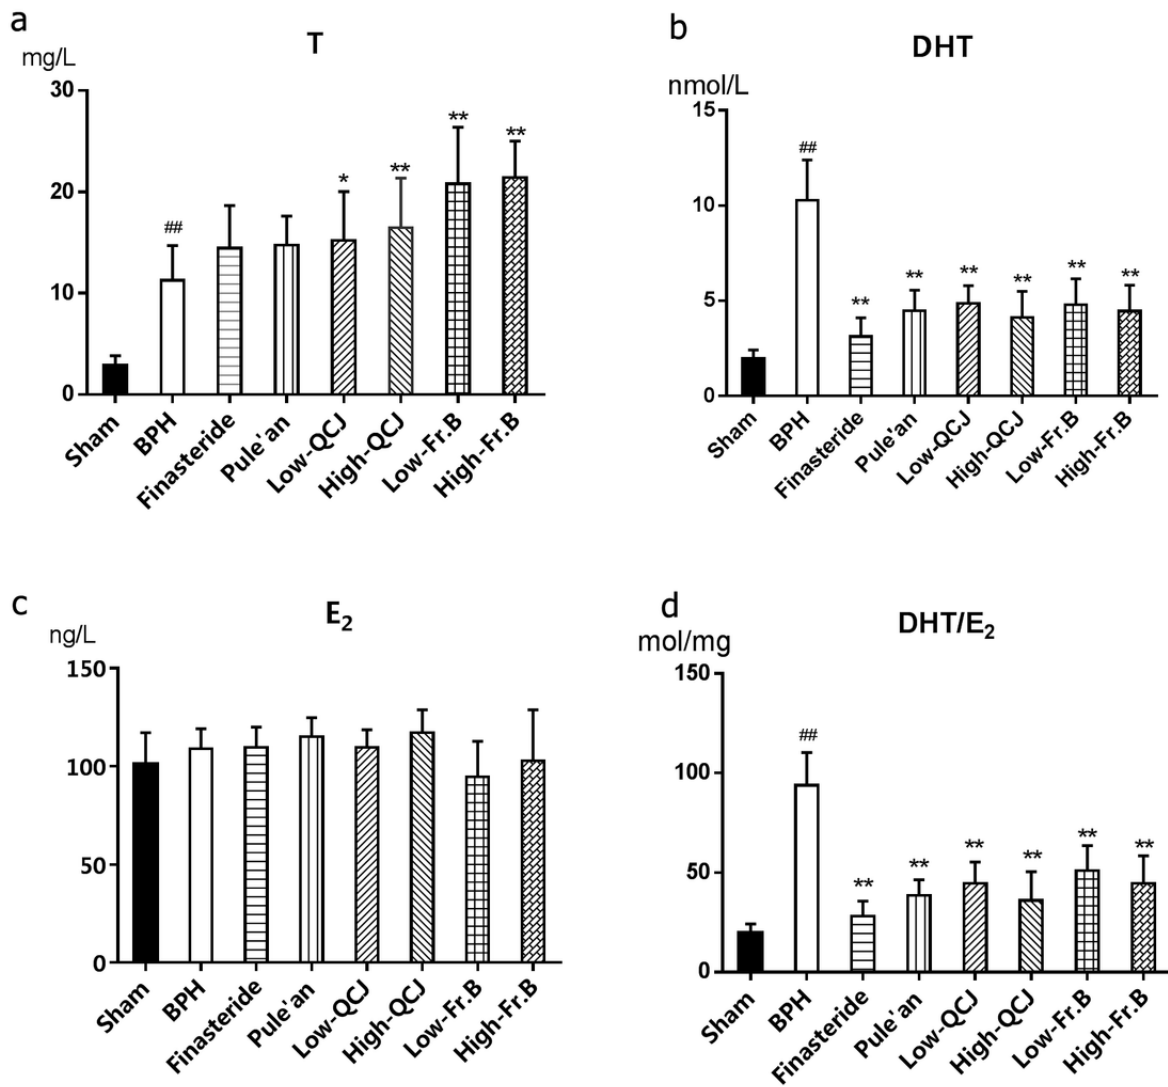 a
T
mg/L
30
20
10
0
##
*
**
**
**
Sham
BPH
Finasteride
Pule'an
Low-QCJ
High-QCJ
Low-Fr.B
High-Fr.B
b
DHT
nmol/L
15
10
5
0
##
**
**
**
**
**
**
Sham
BPH
Finasteride
Pule'an
Low-QCJ
High-QCJ
Low-Fr.B
High-Fr.B
c
E₂
ng/L
150
100
50
0
Sham
BPH
Finasteride
Pule'an
Low-QCJ
High-QCJ
Low-Fr.B
High-Fr.B
d
DHT/E₂
mol/mg
150
100
50
0
##
**
**
**
**
**
**
Sham
BPH
Finasteride
Pule'an
Low-QCJ
High-QCJ
Low-Fr.B
High-Fr.B